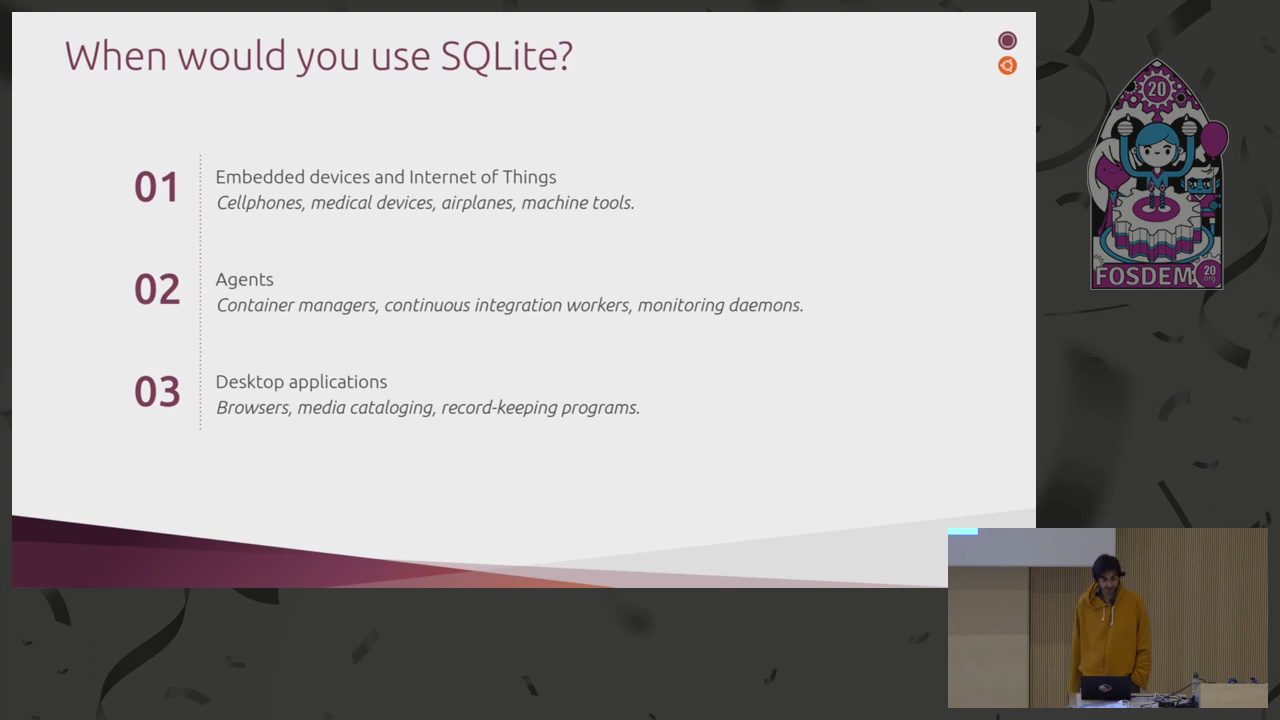 When would you use SQLite?
01
Embedded devices and Internet of Things
Cellphones, medical devices, airplanes, machine tools.
02
Agents
Container managers, continuous integration workers, monitoring daemons.
03
Desktop applications
Browsers, media cataloging, record-keeping programs.
20
FOSDEM
20
.org